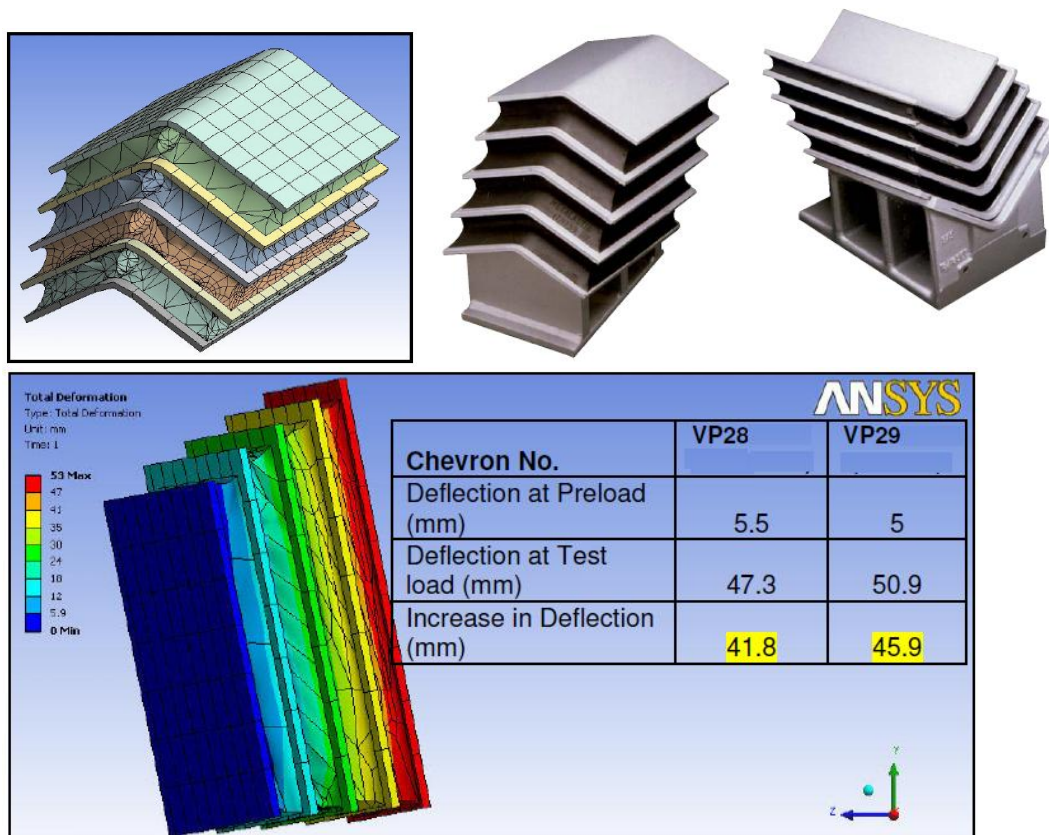 Total Deformation
Type: Total Deformation
Unit: mm
Time: 1
53 Max
47
41
35
30
24
18
12
5.9
0 Min
ANSYS
Chevron No.
VP28
VP29
Deflection at Preload
(mm)
5.5
5
Deflection at Test
load (mm)
47.3
50.9
Increase in Deflection
(mm)
41.8
45.9
Y
Z